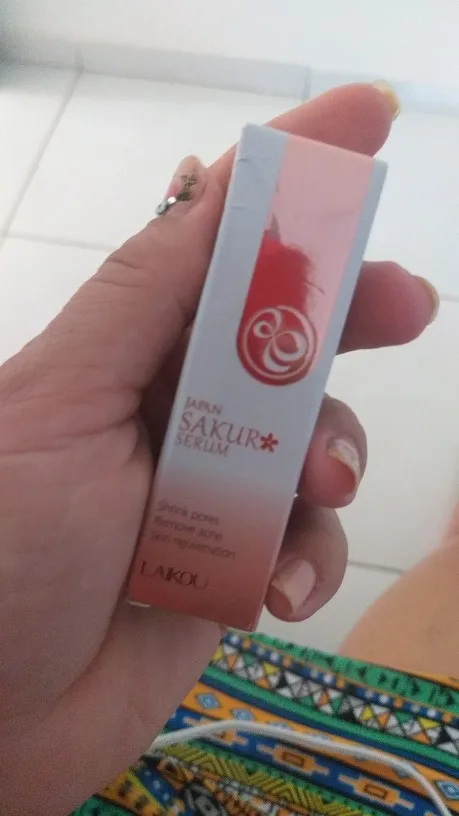 JAPAN
SAKUR*
SERUM
Shrink pores
Remove acne
Skin rejuvenation
LAIKOU